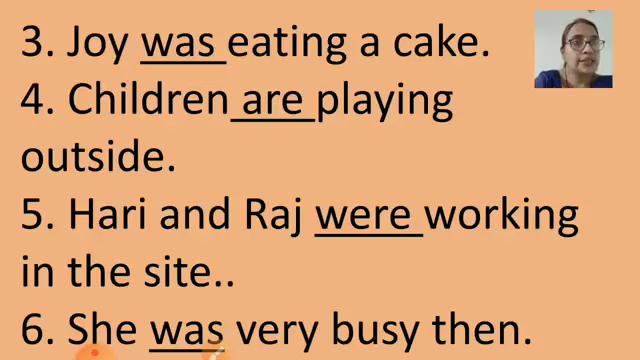 3. Joy was eating a cake.
4. Children are playing
outside.
5. Hari and Raj were working
in the site..
6. She was very busy then.